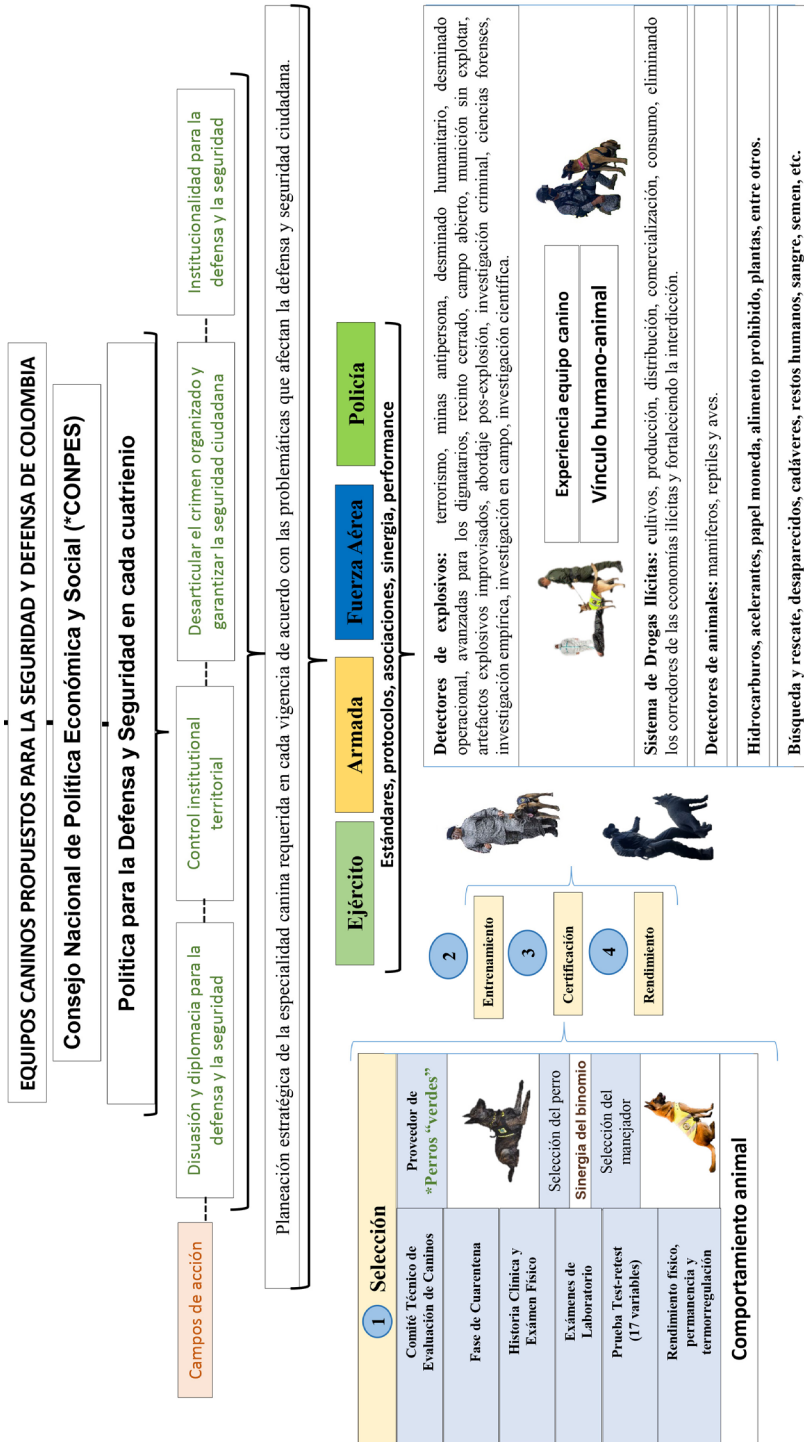 EQUIPOS CANINOS PROPUESTOS PARA LA SEGURIDAD Y DEFENSA DE COLOMBIA
Consejo Nacional de Política Económica y Social (*CONPES)
Política para la Defensa y Seguridad en cada cuatrienio
Campos de acción
Disuasión y diplomacia para la
defensa y la seguridad
Control institucional
territorial
Desarticular el crimen organizado y
garantizar la seguridad ciudadana
Institucionalidad para la
defensa y la seguridad
Planeación estratégica de la especialidad canina requerida en cada vigencia de acuerdo con las problemáticas que afectan la defensa y seguridad ciudadana.
Ejército
Armada
Fuerza Aérea
Policía
Estándares, protocolos, asociaciones, sinergia, performance
1 Selección
Comité Técnico de
Evaluación de Caninos
Fase de Cuarentena
Historia Clínica y
Exámen Físico
Exámenes de
Laboratorio
Prueba Test-retest
(17 variables)
Rendimiento físico,
permanencia y
termorregulación
Proveedor de
*Perros “verdes”
Selección del perro
Sinergia del binomio
Selección del
manejador
Comportamiento animal
2
Entrenamiento
3
Certificación
4
Rendimiento
Detectores de explosivos: terrorismo, minas antipersona, desminado humanitario, desminado
operacional, avanzadas para los dignatarios, recinto cerrado, campo abierto, munición sin explotar,
artefactos explosivos improvisados, abordaje pos-explosión, investigación criminal, ciencias forenses,
investigación empírica, investigación en campo, investigación científica.
Experiencia equipo canino
Vínculo humano-animal
Sistema de Drogas Ilícitas: cultivos, producción, distribución, comercialización, consumo, eliminando
los corredores de las economías ilícitas y fortaleciendo la interdicción.
Detectores de animales: mamíferos, reptiles y aves.
Hidrocarburos, acelerantes, papel moneda, alimento prohibido, plantas, entre otros.
Búsqueda y rescate, desaparecidos, cadáveres, restos humanos, sangre, semen, etc.